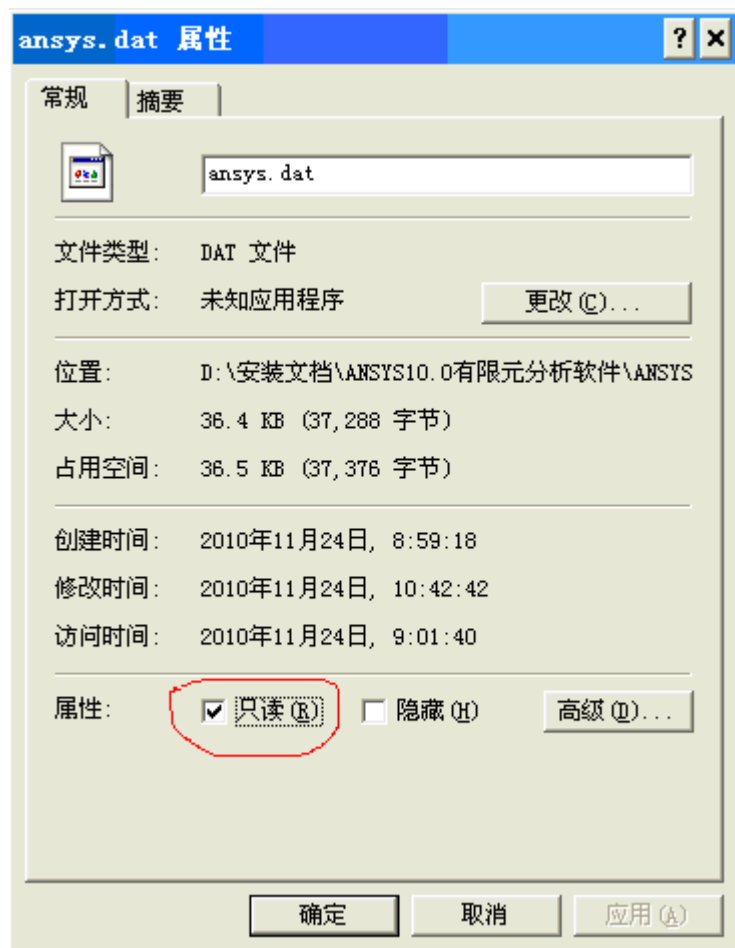 ansys.dat 属性
常规 摘要
ansys.dat
文件类型: DAT 文件
打开方式: 未知应用程序 更改(C)...
位置: D:\安装文档\ANSYS10.0有限元分析软件\ANSYS
大小: 36.4 KB (37,288 字节)
占用空间: 36.5 KB (37,376 字节)
创建时间: 2010年11月24日, 8:59:18
修改时间: 2010年11月24日, 10:42:42
访问时间: 2010年11月24日, 9:01:40
属性: 只读(R) 隐藏(H) 高级(D)...
确定 取消 应用(A)